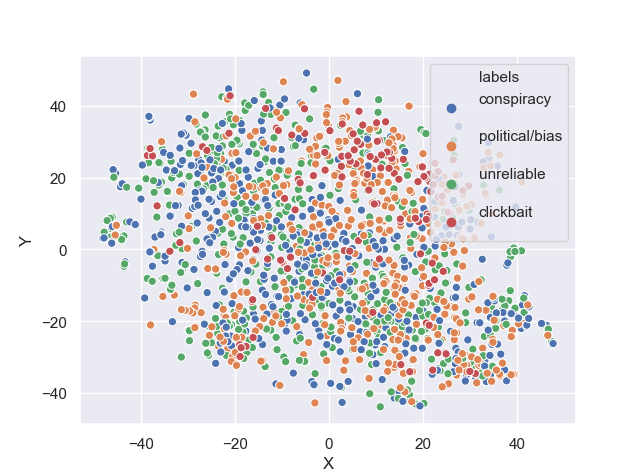 labels
conspiracy
political/bias
unreliable
clickbait
40
20
0
−20
−40
Y
−40 −20 0 20 40
X